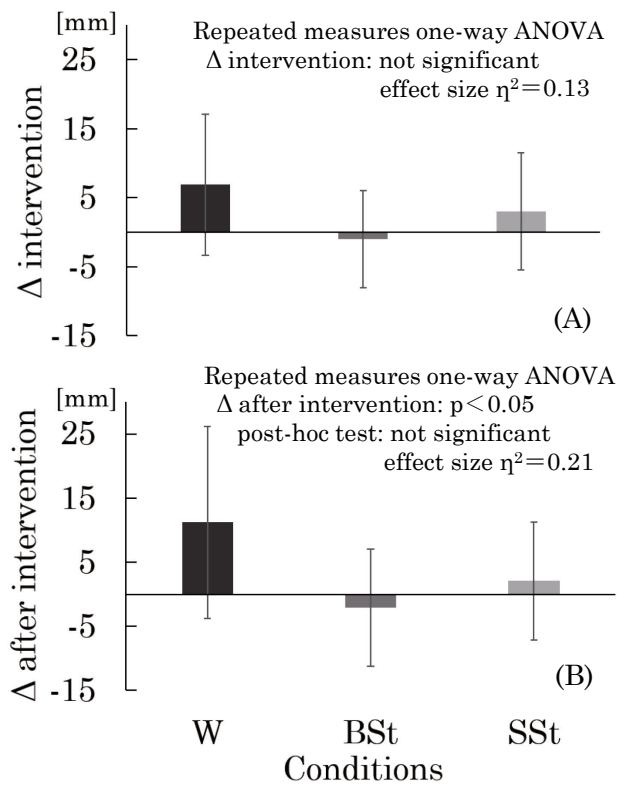 [mm]
Repeated measures one-way ANOVA
Δ intervention: not significant
effect size η²=0.13
25
15
5
-5
-15
Δ intervention
(A)
Repeated measures one-way ANOVA
[mm]
Δ after intervention: p<0.05
post-hoc test: not significant
effect size η²=0.21
25
15
5
-5
-15
Δ after intervention
(B)
W BSt SSt
Conditions